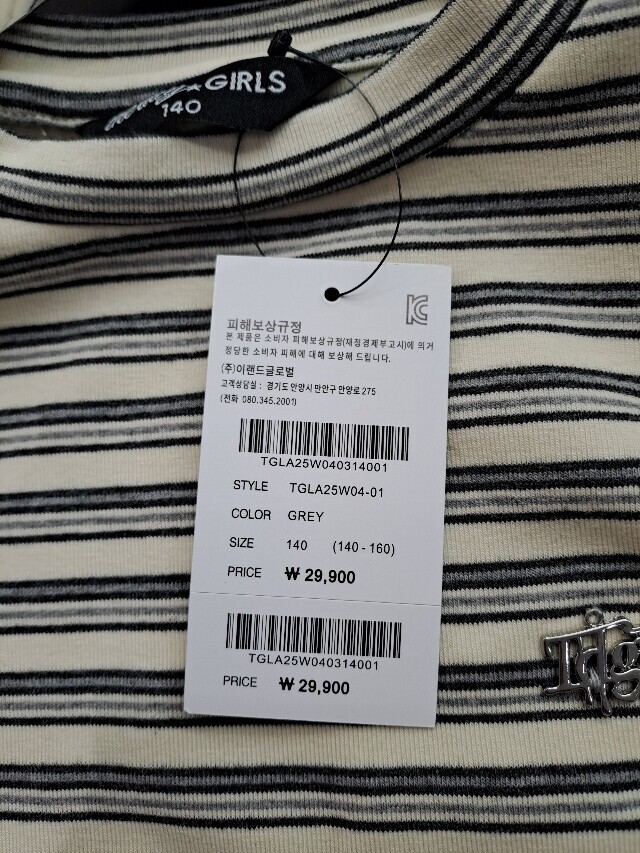 ★GIRLS
140
피해보상규정
본 제품은 소비자 피해보상규정(재정경제부고시)에 의거
정당한 소비자 피해에 대해 보상해 드립니다.
(주)이랜드글로벌
고객상담실 : 경기도 안양시 만안구 안양로 275
(전화 080.345.2001)
TGLA25W040314001
STYLE TGLA25W04-01
COLOR GREY
SIZE 140 (140 - 160)
PRICE ₩ 29,900
TGLA25W040314001
PRICE ₩ 29,900